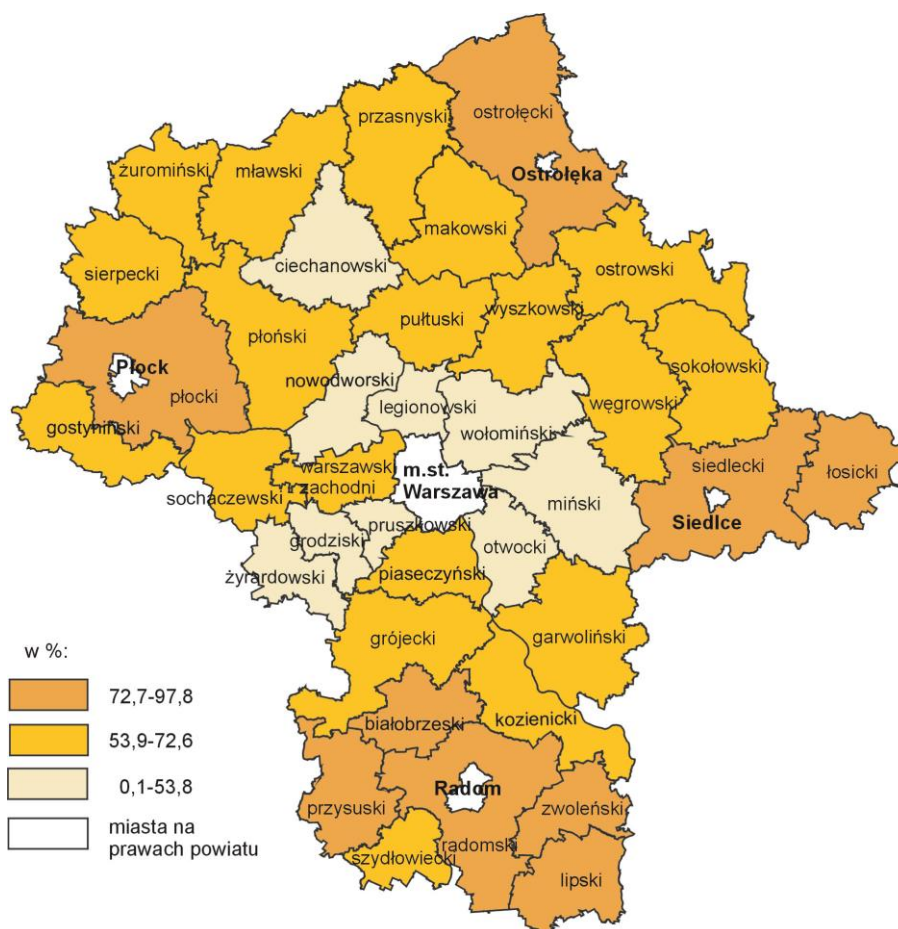 ostrołęcki
przasnyski
Ostrołęka
żuromiński
mławski
makowski
ciechanowski
sierpecki
ostrowski
wyszkowski
pułtuski
płoński
sokołowski
Płock
nowodworski
płocki
legionowski
węgrowski
gostyniński
wołomiński
siedlecki
łosicki
warszawski
zachodni
m.st.
Warszawa
sochaczewski
miński
Siedlce
pruszkowski
grodziski
otwocki
żyrardowski
piaseczyński
grójecki
garwoliński
w %:
72,7-97,8
białobrzeski
kozienicki
53,9-72,6
0,1-53,8
Radom
przysuski
zwoleński
miasta na
prawach powiatu
szydłowiecki
radomski
lipski